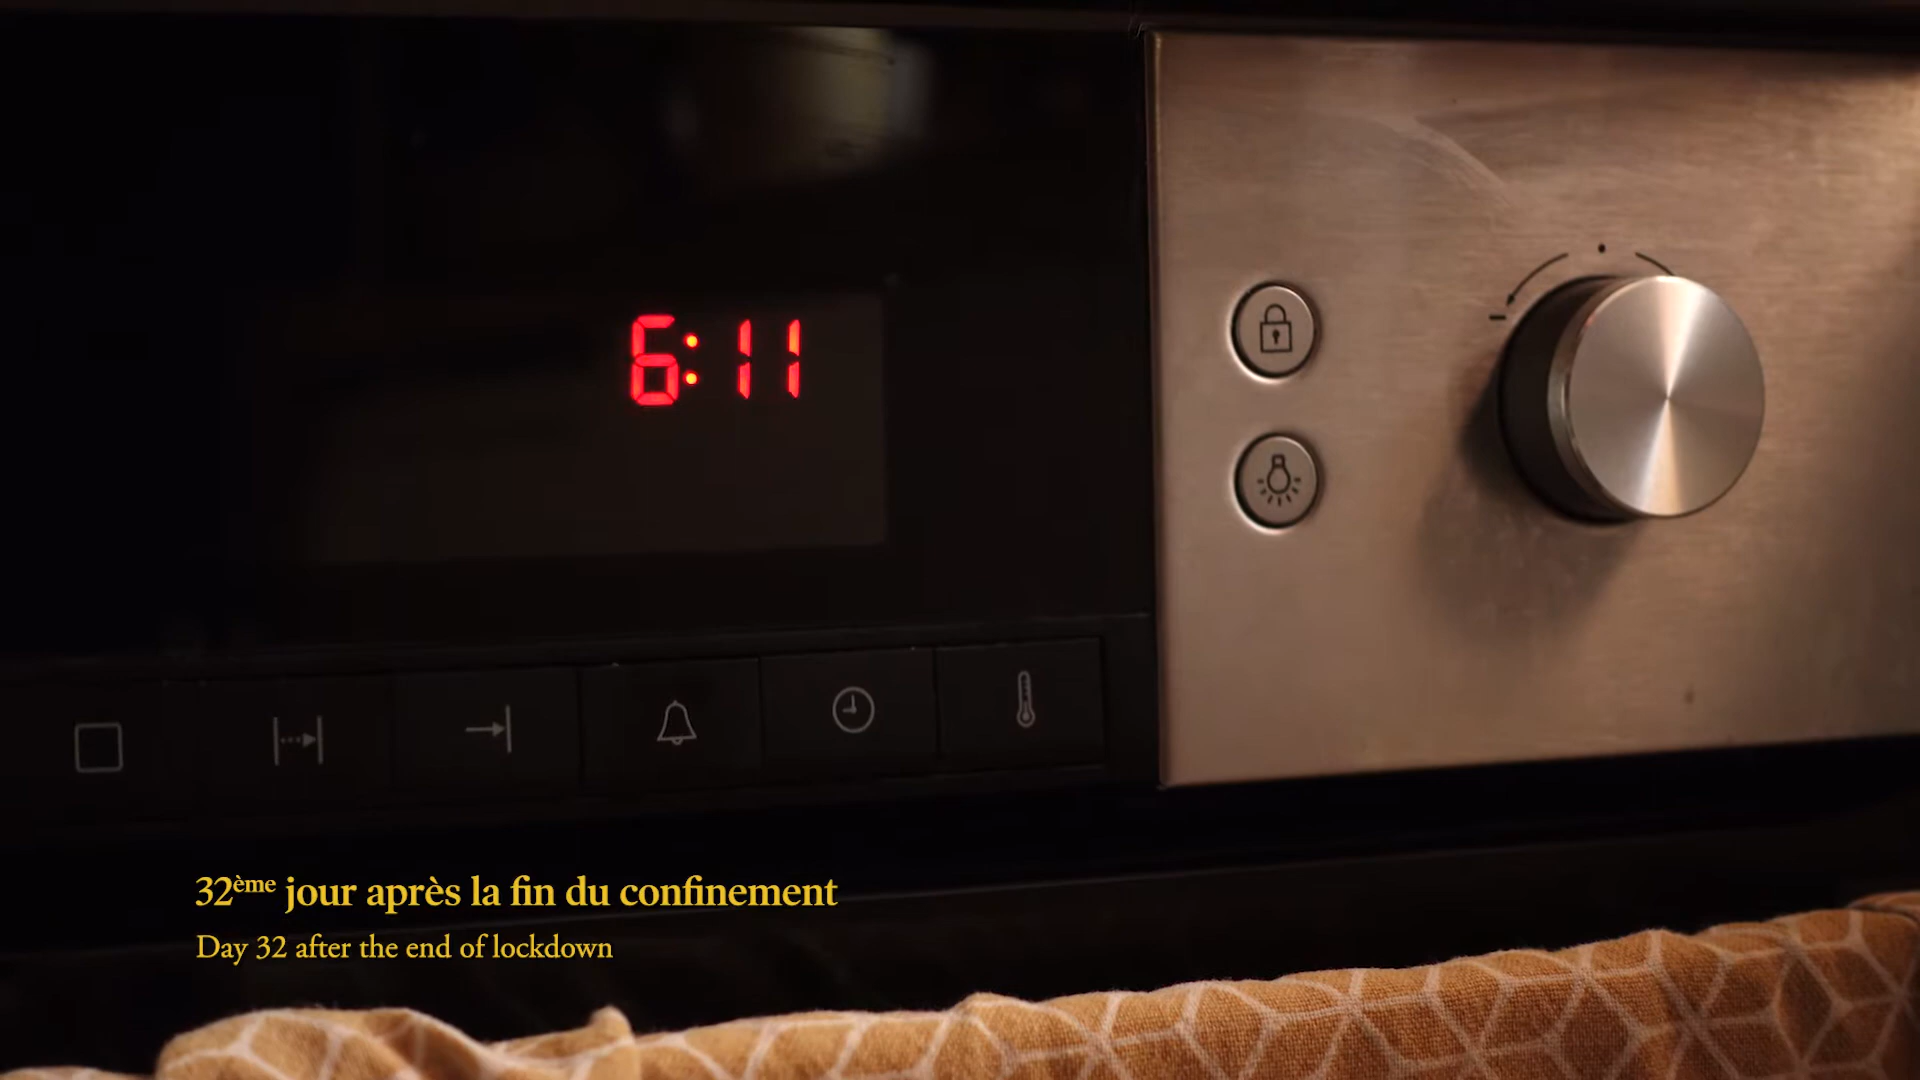 6:11
32ème jour après la fin du confinement
Day 32 after the end of lockdown